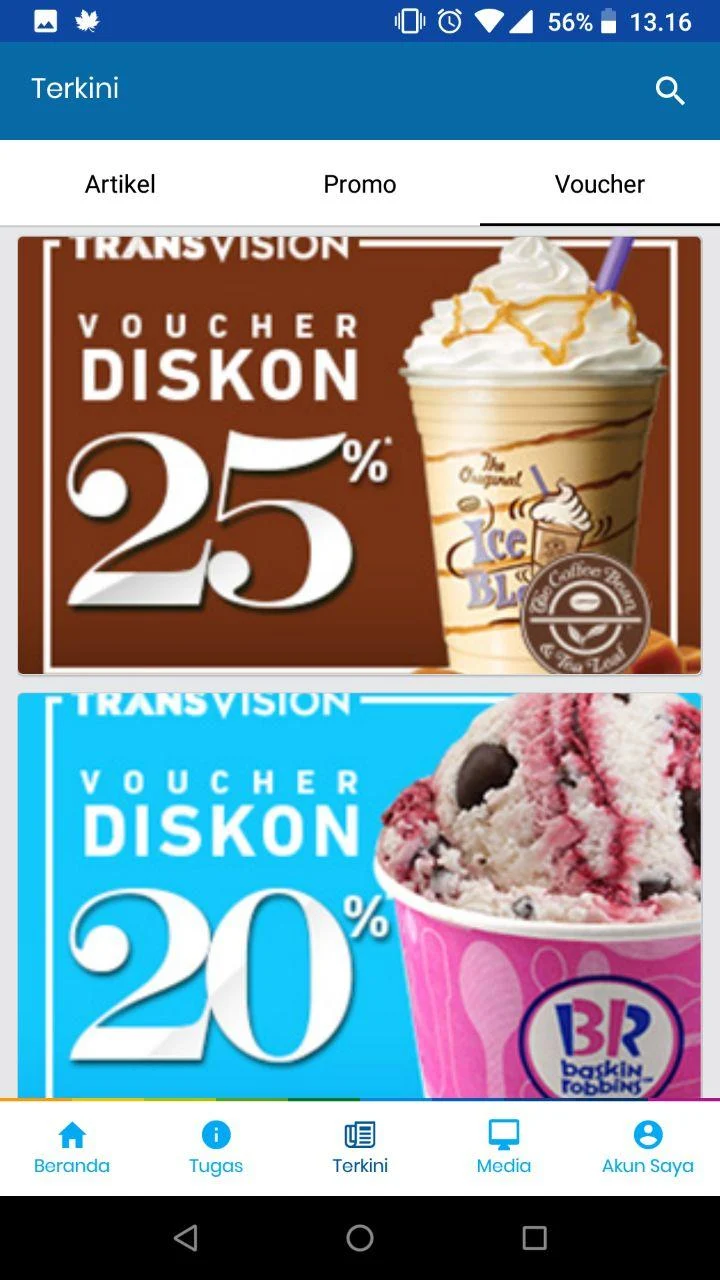 56% 13.16
Terkini
Artikel Promo Voucher
TRANSVISION
VOUCHER
DISKON
25%*
The
Original
Ice
The Coffee Bean
& Tea Leaf
TRANSVISION
VOUCHER
DISKON
20%
BR
baskin
robbins™
Beranda Tugas Terkini Media Akun Saya